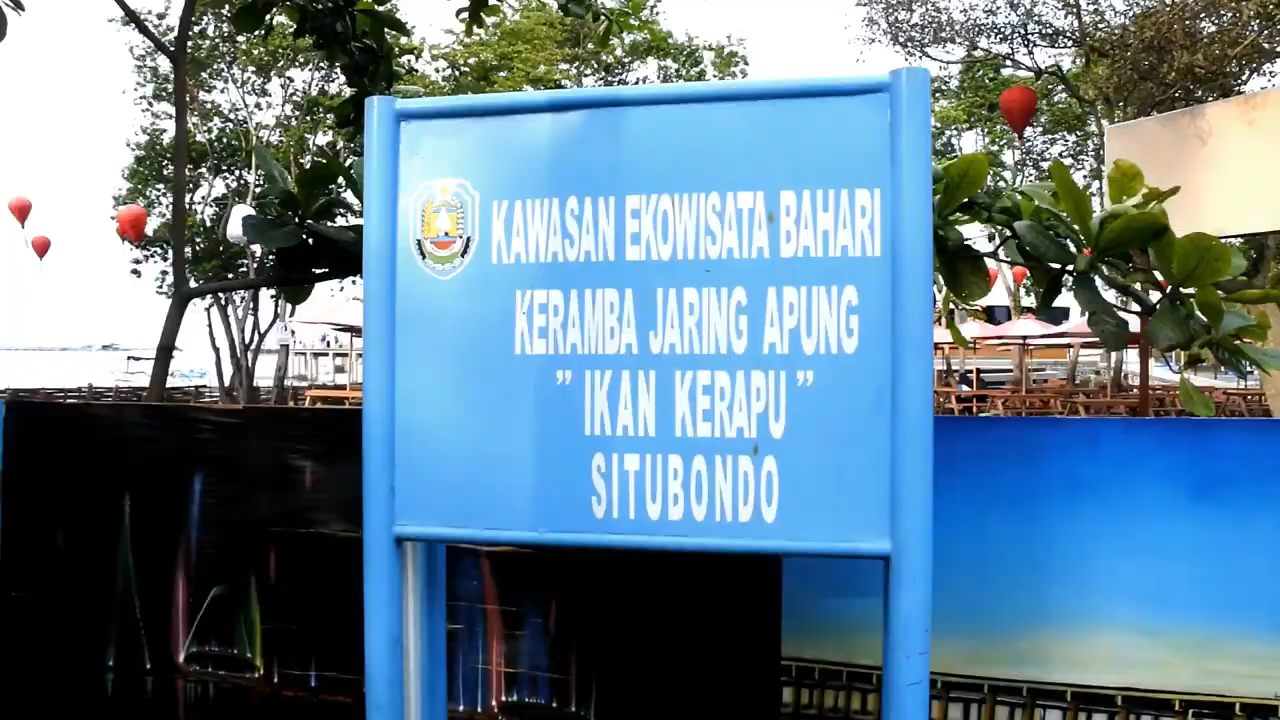 KAWASAN EKOWISATA BAHARI
KERAMBA JARING APUNG
” IKAN KERAPU ”
SITUBONDO